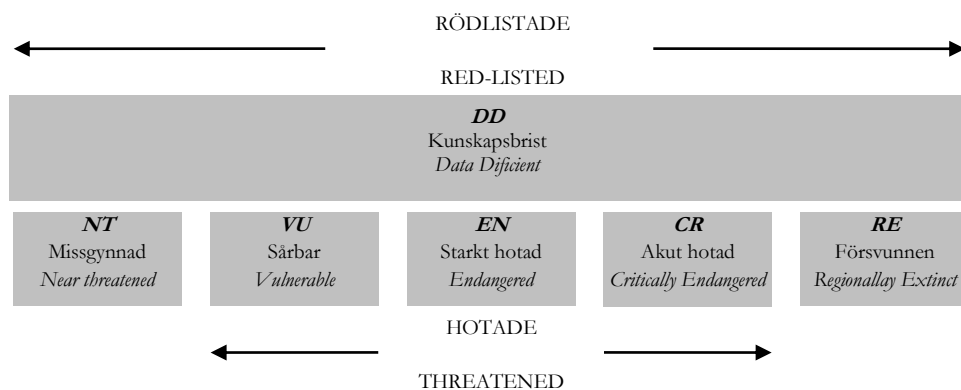 RÖDLISTADE
RED-LISTED
DD
Kunskapsbrist
Data Dificient
NT
Missgynnad
Near threatened
VU
Sårbar
Vulnerable
EN
Starkt hotad
Endangered
CR
Akut hotad
Critically Endangered
RE
Försvunnen
Regionallay Extinct
HOTADE
THREATENED